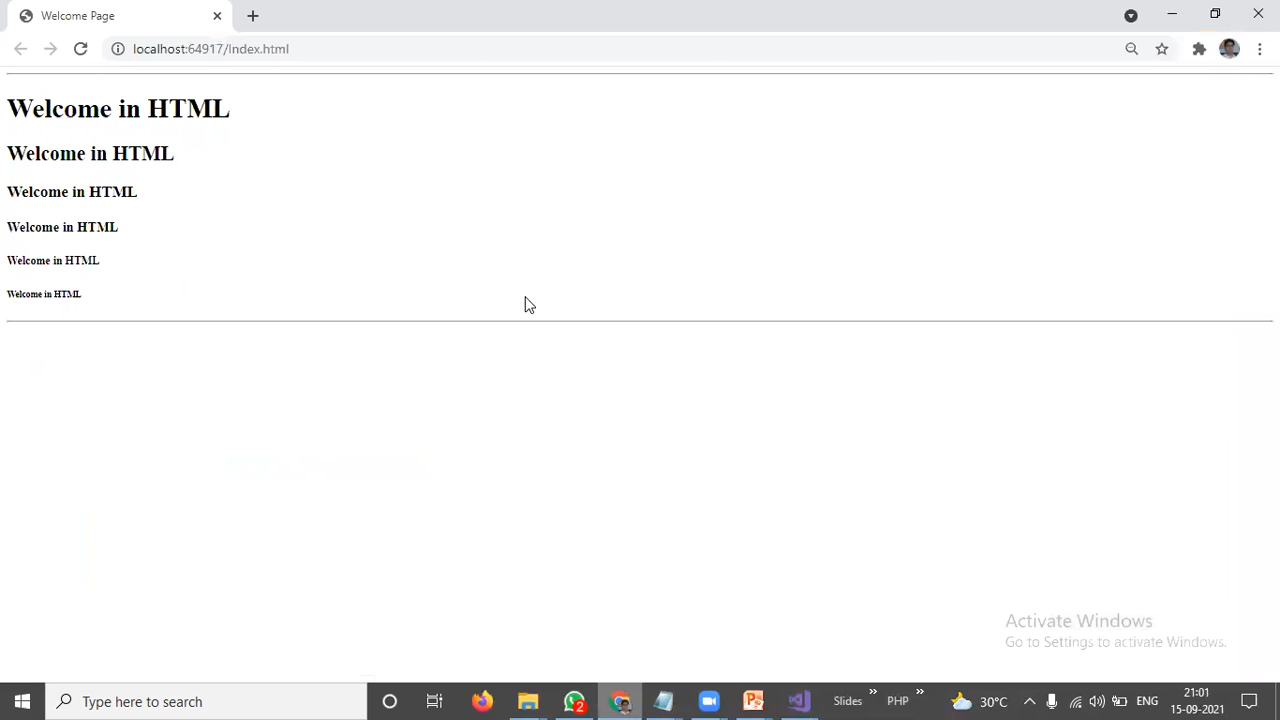 Welcome Page
localhost:64917/index.html
Welcome in HTML
Welcome in HTML
Welcome in HTML
Welcome in HTML
Welcome in HTML
Welcome in HTML
Activate Windows
Go to Settings to activate Windows.
Type here to search
2
Slides
PHP
30°C
ENG
21:01
15-09-2021